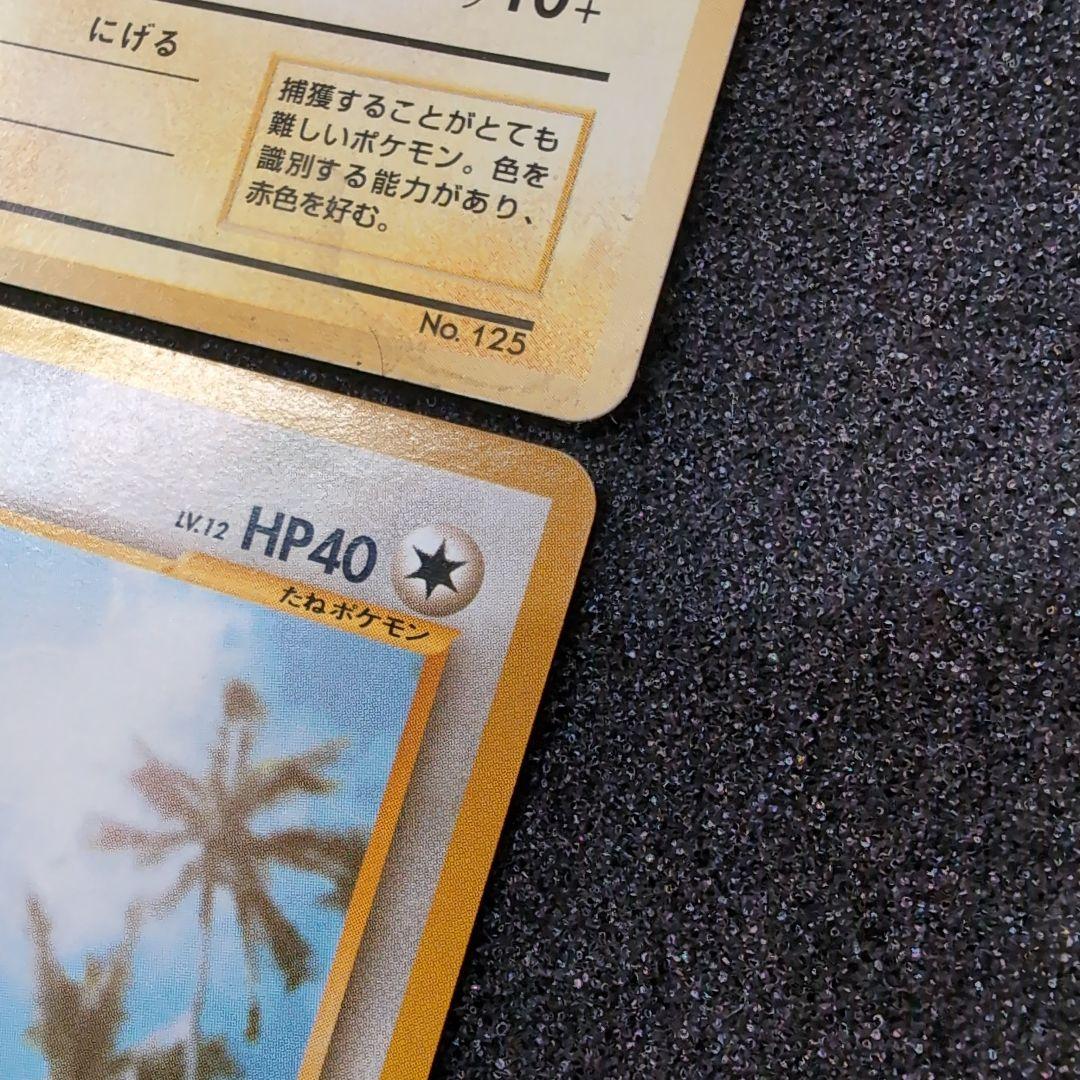 10+
にげる
捕獲することがとても
難しいポケモン。色を
識別する能力があり、
赤色を好む。
No. 125
LV.12 HP40
たねポケモン